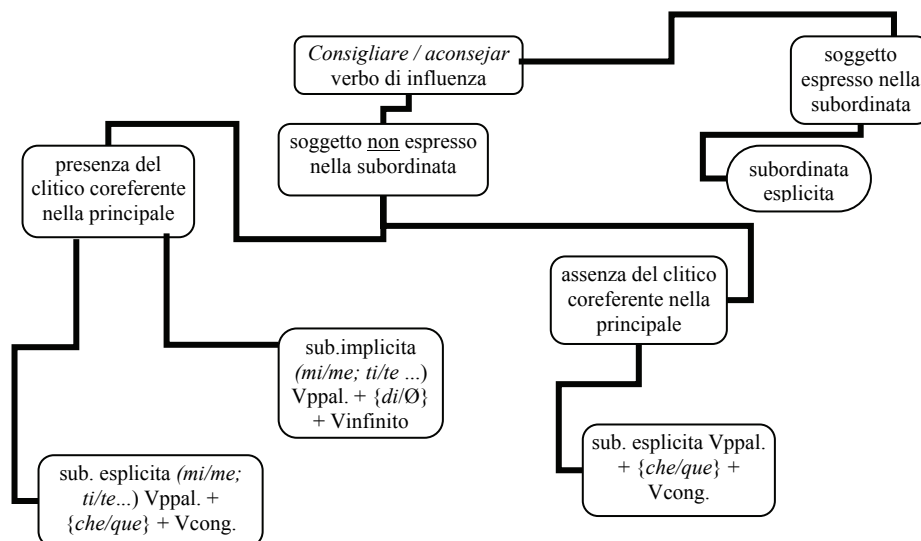 Consigliare / aconsejar
verbo di influenza
soggetto
espresso nella
subordinata
soggetto non espresso
nella subordinata
presenza del
clitico coreferente
nella principale
subordinata
esplicita
assenza del clitico
coreferente nella
principale
sub.implicita
(mi/me; ti/te ...)
Vppal. + {di/Ø}
+ Vinfinito
sub. esplicita Vppal.
+ {che/que} +
Vcong.
sub. esplicita (mi/me;
ti/te...) Vppal. +
{che/que} + Vcong.